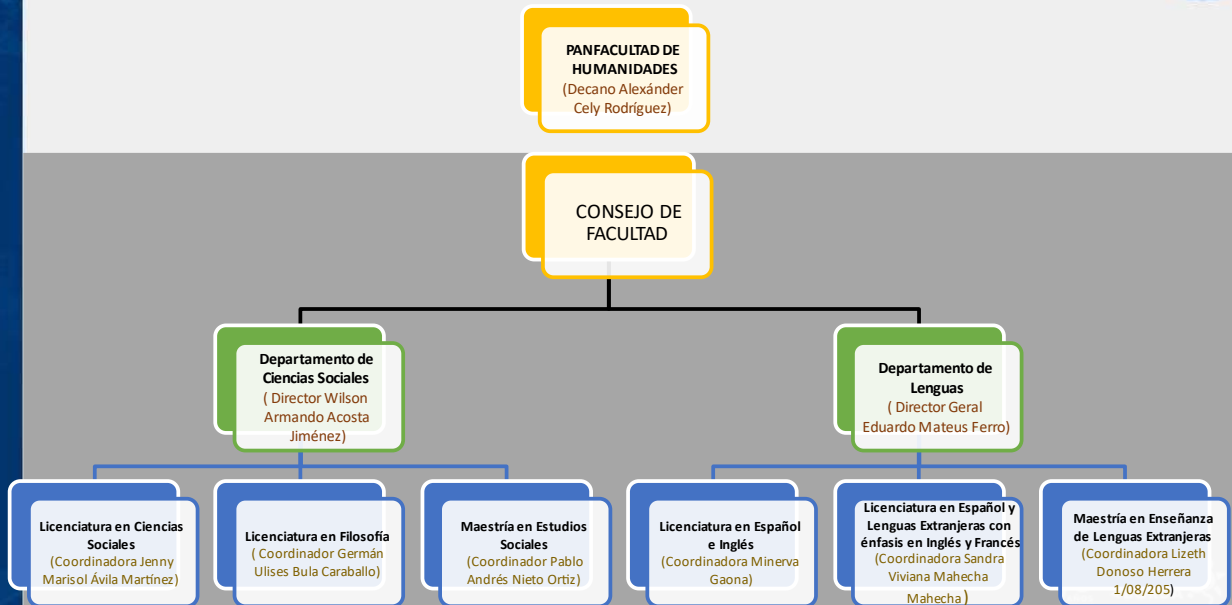 PANFACULTAD DE
HUMANIDADES
(Decano Alexánder
Cely Rodríguez)
CONSEJO DE
FACULTAD
Departamento de
Ciencias Sociales
( Director Wilson
Armando Acosta
Jiménez)
Departamento de
Lenguas
( Director Geral
Eduardo Mateus Ferro)
Licenciatura en Ciencias
Sociales
(Coordinadora Jenny
Marisol Ávila Martínez)
Licenciatura en Filosofía
( Coordinador Germán
Ulises Bula Caraballo)
Maestría en Estudios
Sociales
(Coordinador Pablo
Andrés Nieto Ortiz)
Licenciatura en Español
e Inglés
(Coordinadora Minerva
Gaona)
Licenciatura en Español y
Lenguas Extranjeras con
énfasis en Inglés y Francés
(Coordinadora Sandra
Viviana Mahecha
Mahecha )
Maestría en Enseñanza
de Lenguas Extranjeras
(Coordinadora Lizeth
Donoso Herrera
1/08/205)